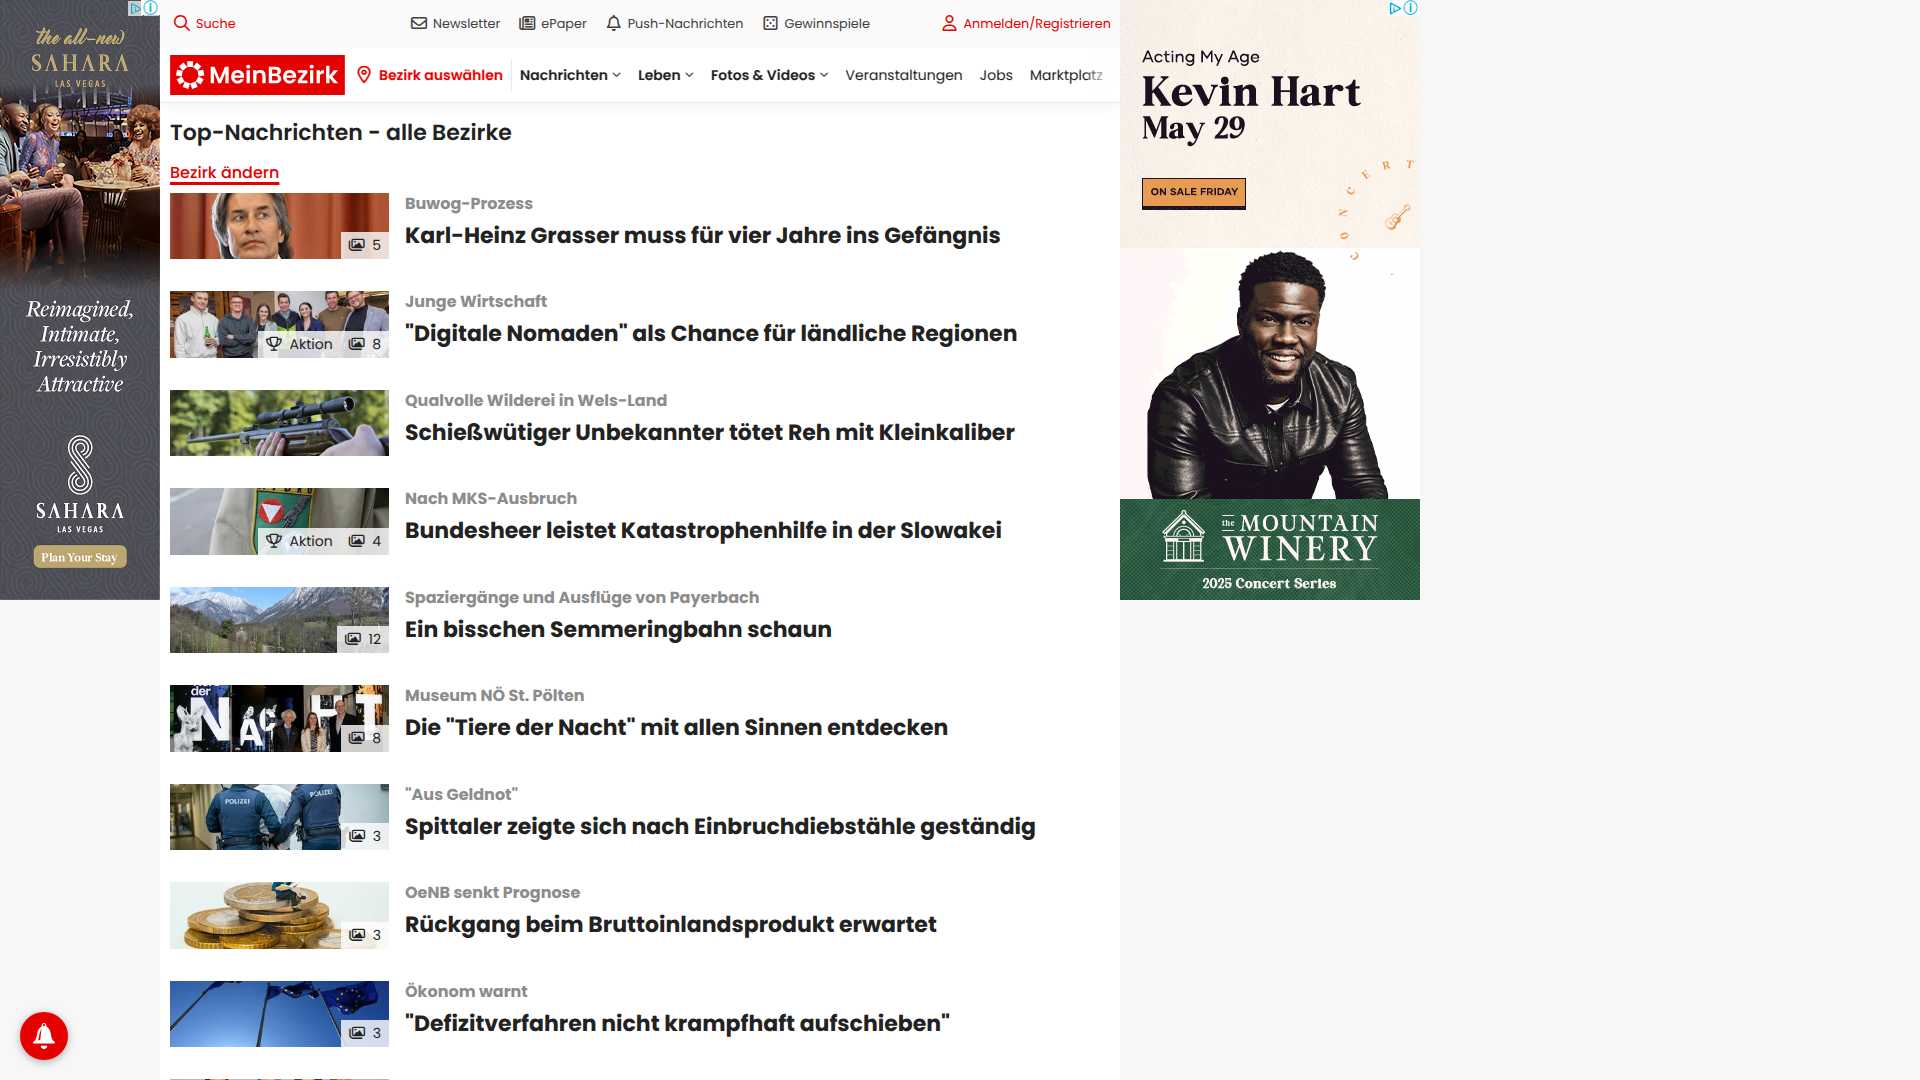 Suche
Newsletter
ePaper
Push-Nachrichten
Gewinnspiele
Anmelden/Registrieren
MeinBezirk
Bezirk auswählen
Nachrichten
Leben
Fotos & Videos
Veranstaltungen
Jobs
Marktplatz
Top-Nachrichten - alle Bezirke
Bezirk ändern
5
Buwog-Prozess
Karl-Heinz Grasser muss für vier Jahre ins Gefängnis
Aktion 8
Junge Wirtschaft
"Digitale Nomaden" als Chance für ländliche Regionen
Qualvolle Wilderei in Wels-Land
Schießwütiger Unbekannter tötet Reh mit Kleinkaliber
Aktion 4
Nach MKS-Ausbruch
Bundesheer leistet Katastrophenhilfe in der Slowakei
12
Spaziergänge und Ausflüge von Payerbach
Ein bisschen Semmeringbahn schaun
der
NACHT
8
Museum NÖ St. Pölten
Die "Tiere der Nacht" mit allen Sinnen entdecken
POLIZEI
POLIZEI
3
"Aus Geldnot"
Spittaler zeigte sich nach Einbruchdiebstähle geständig
3
OeNB senkt Prognose
Rückgang beim Bruttoinlandsprodukt erwartet
3
Ökonom warnt
"Defizitverfahren nicht krampfhaft aufschieben"
the all-new
SAHARA
LAS VEGAS
Reimagined,
Intimate,
Irresistibly
Attractive
SAHARA
LAS VEGAS
Plan Your Stay
Acting My Age
Kevin Hart
May 29
ON SALE FRIDAY
CONCERT
the MOUNTAIN
WINERY
2025 Concert Series